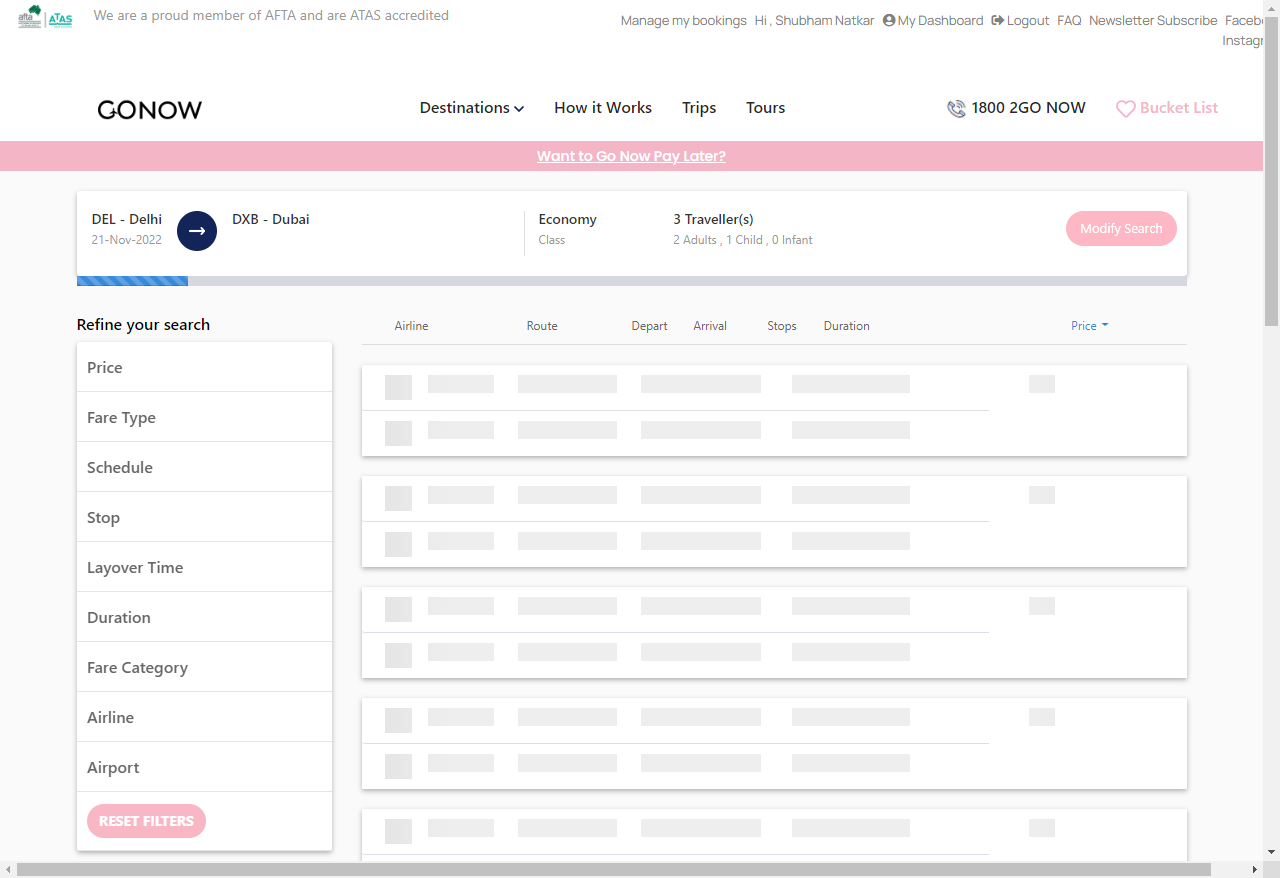 afta ATAS We are a proud member of AFTA and are ATAS accredited
Manage my bookings Hi , Shubham Natkar My Dashboard Logout FAQ Newsletter Subscribe
GONOW Destinations How it Works Trips Tours 1800 2GO NOW Bucket List
Want to Go Now Pay Later?
DEL - Delhi DXB - Dubai Economy 3 Traveller(s)
21-Nov-2022 Class 2 Adults , 1 Child , 0 Infant
Modify Search
Refine your search
Airline Route Depart Arrival Stops Duration Price
Price
Fare Type
Schedule
Stop
Layover Time
Duration
Fare Category
Airline
Airport
RESET FILTERS